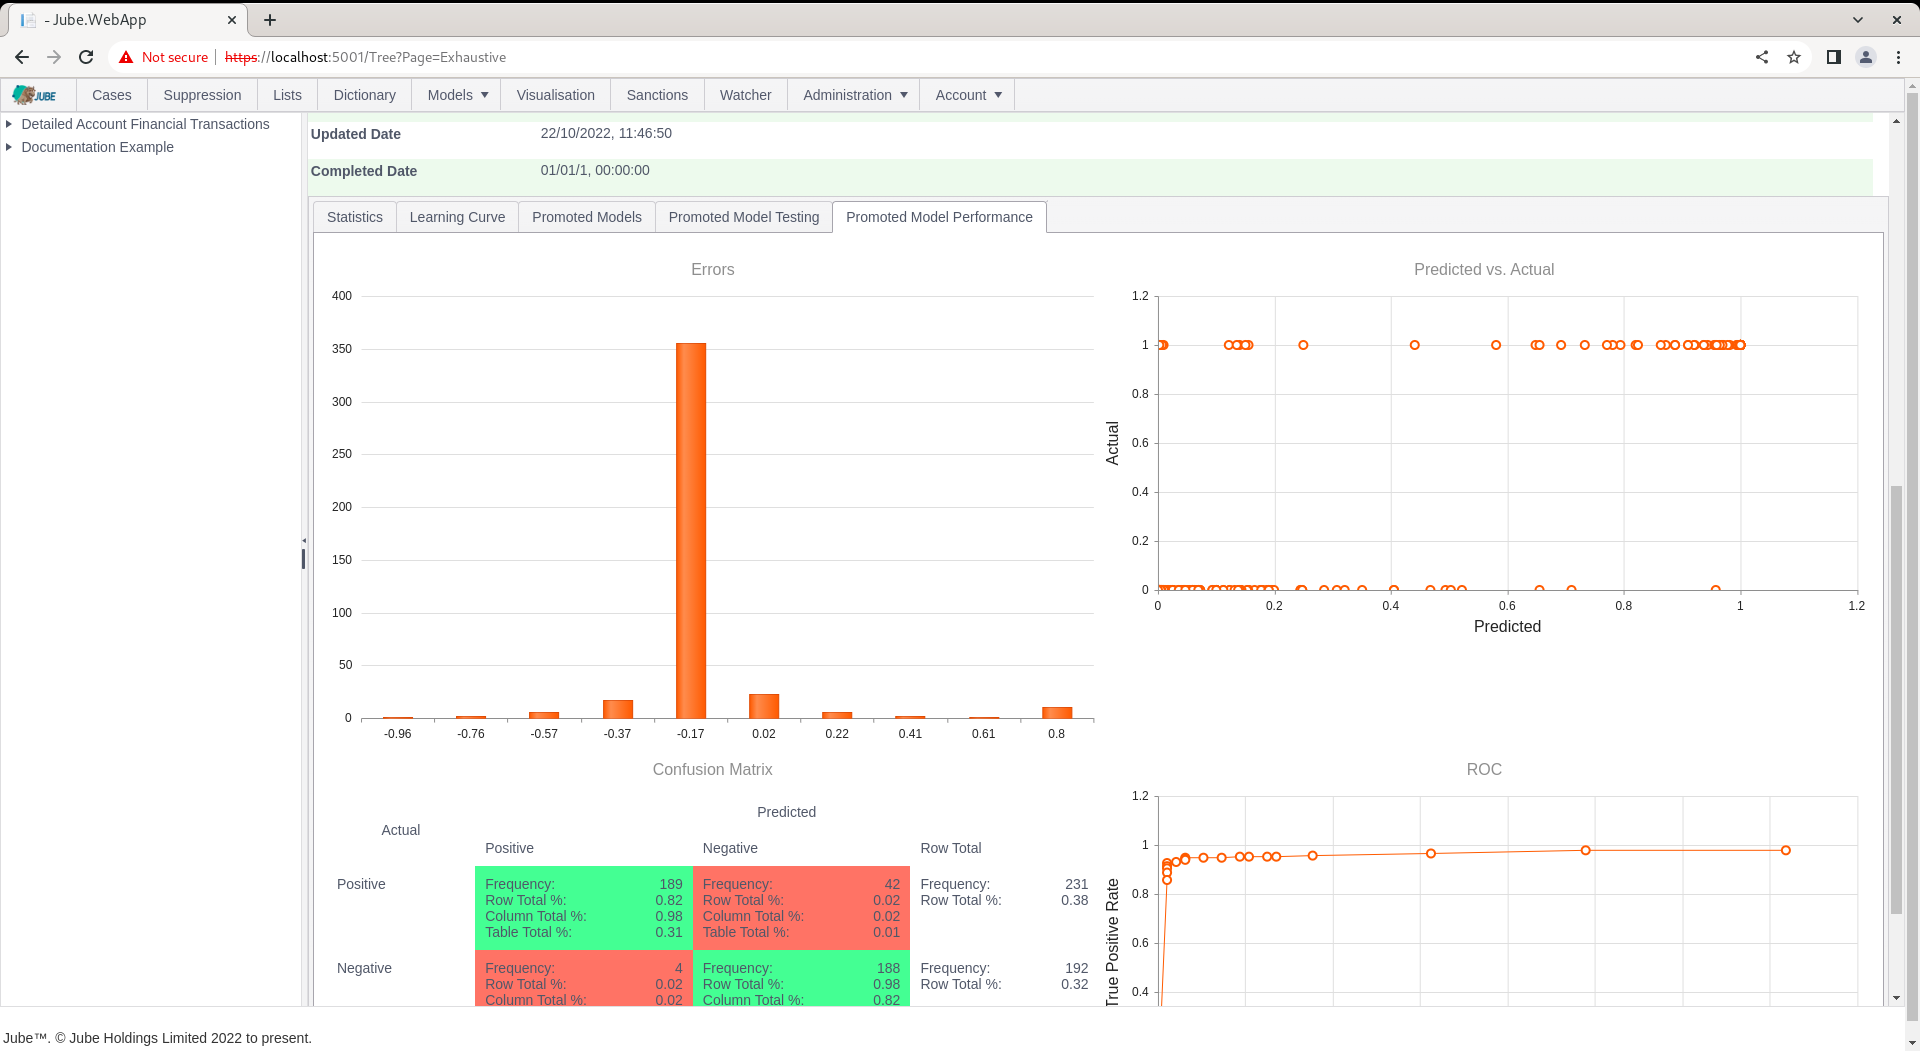 - Jube.WebApp
Not secure https://localhost:5001/Tree?Page=Exhaustive
JUBE Cases Suppression Lists Dictionary Models Visualisation Sanctions Watcher Administration Account
Detailed Account Financial Transactions
Documentation Example
Updated Date 22/10/2022, 11:46:50
Completed Date 01/01/1, 00:00:00
Statistics Learning Curve Promoted Models Promoted Model Testing Promoted Model Performance
Errors
400
350
300
250
200
150
100
50
0
-0.96 -0.76 -0.57 -0.37 -0.17 0.02 0.22 0.41 0.61 0.8
Predicted vs. Actual
1.2
1
0.8
0.6
0.4
0.2
0
Actual
0 0.2 0.4 0.6 0.8 1 1.2
Predicted
Confusion Matrix
Predicted
Actual
Positive Negative Row Total
Positive
Frequency: 189
Row Total %: 0.82
Column Total %: 0.98
Table Total %: 0.31
Frequency: 42
Row Total %: 0.02
Column Total %: 0.02
Table Total %: 0.01
Frequency: 231
Row Total %: 0.38
Negative
Frequency: 4
Row Total %: 0.02
Column Total %: 0.02
Frequency: 188
Row Total %: 0.98
Column Total %: 0.82
Frequency: 192
Row Total %: 0.32
ROC
1.2
1
0.8
0.6
0.4
True Positive Rate
Jube™. © Jube Holdings Limited 2022 to present.